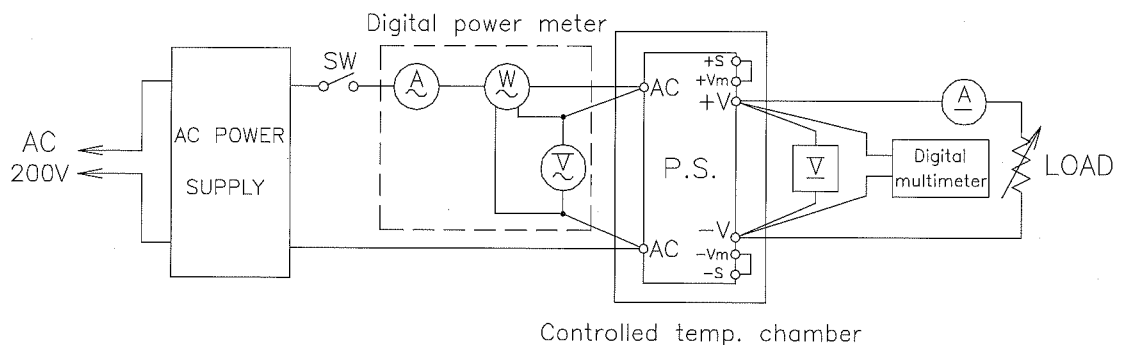 Digital power meter
SW
A
W
V
AC
200V
AC POWER
SUPPLY
AC
AC
P.S.
+S
+Vm
+V
-V
-Vm
-S
V
A
Digital
multimeter
LOAD
Controlled temp. chamber